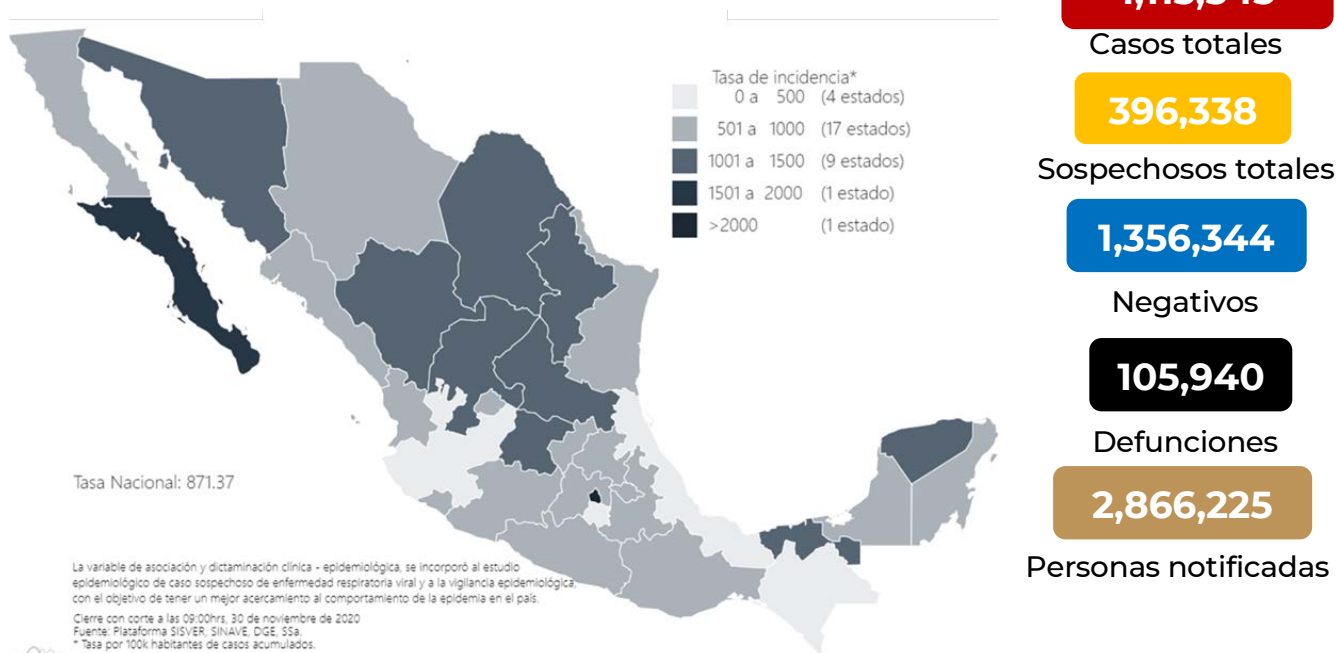 Tasa de incidencia*
0 a 500 (4 estados)
501 a 1000 (17 estados)
1001 a 1500 (9 estados)
1501 a 2000 (1 estado)
>2000 (1 estado)
Tasa Nacional: 871.37
La variable de asociación y dictaminación clínica - epidemiológica, se incorporó al estudio
epidemiológico de caso sospechoso de enfermedad respiratoria viral y a la vigilancia epidemiológica,
con el objetivo de tener un mejor acercamiento al comportamiento de la epidemia en el país.
Cierre con corte a las 09:00hrs, 30 de noviembre de 2020
Fuente: Plataforma SISVER, SINAVE, DGE, SSa.
* Tasa por 100k habitantes de casos acumulados.
Casos totales
396,338
Sospechosos totales
1,356,344
Negativos
105,940
Defunciones
2,866,225
Personas notificadas